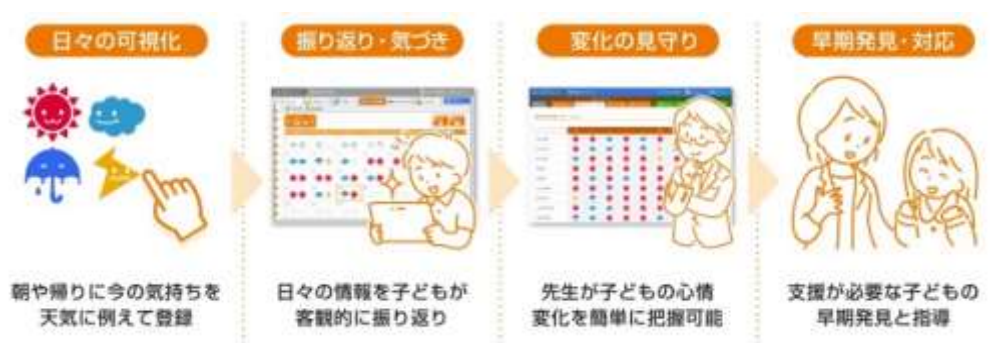 日々の可視化
朝や帰りに今の気持ちを
天気に例えて登録
振り返り・気づき
日々の情報を子どもが
客観的に振り返り
変化の見守り
先生が子どもの心情
変化を簡単に把握可能
早期発見・対応
支援が必要な子どもの
早期発見と指導